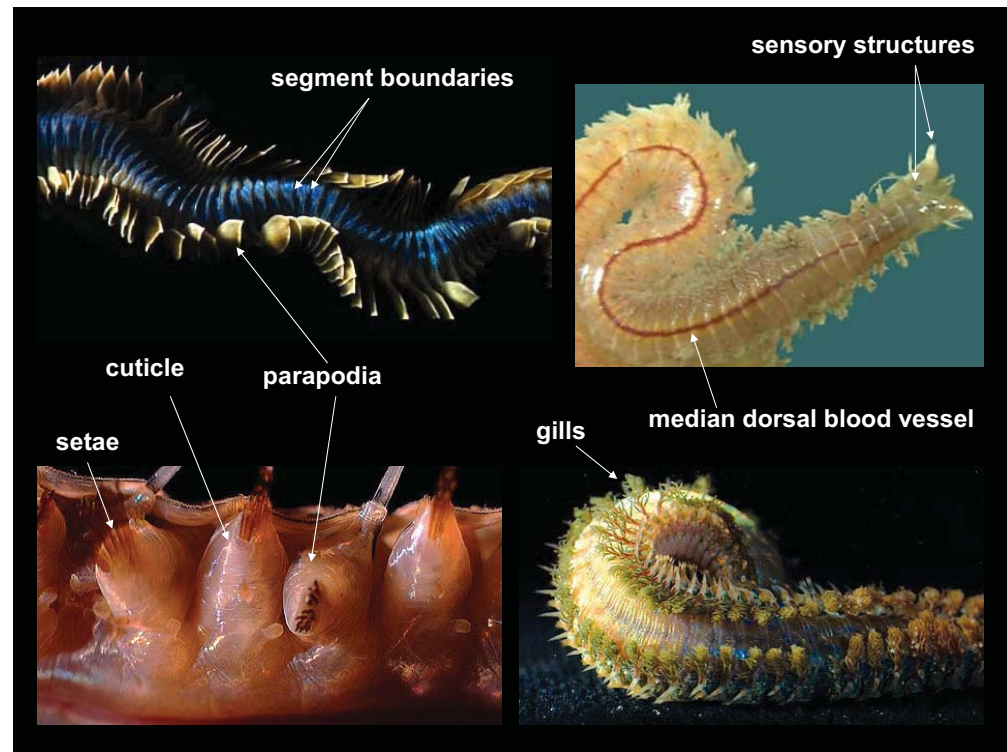 sensory structures
segment boundaries
cuticle
parapodia
median dorsal blood vessel
gills
setae